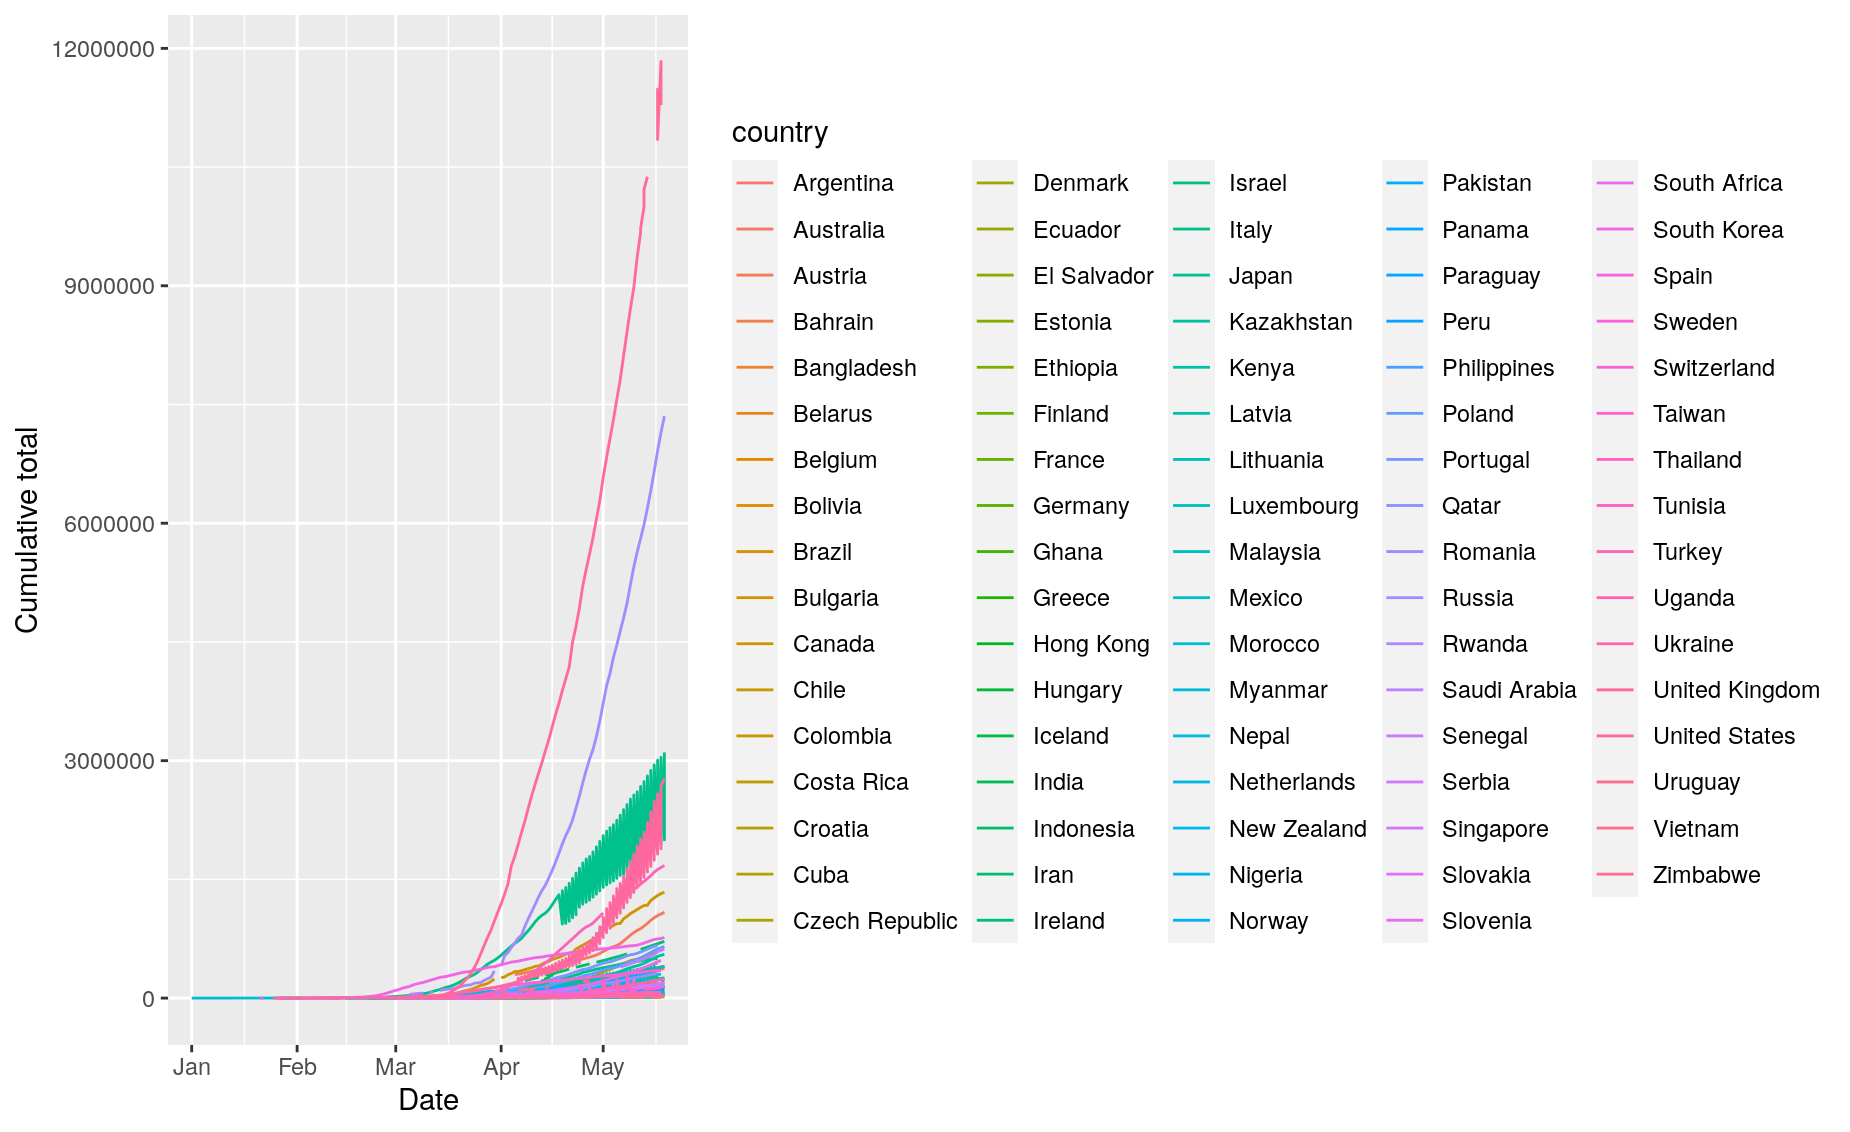 12000000
9000000
6000000
3000000
0
Cumulative total
Jan Feb Mar Apr May
Date
country
Argentina
Australia
Austria
Bahrain
Bangladesh
Belarus
Belgium
Bolivia
Brazil
Bulgaria
Canada
Chile
Colombia
Costa Rica
Croatia
Cuba
Czech Republic
Denmark
Ecuador
El Salvador
Estonia
Ethiopia
Finland
France
Germany
Ghana
Greece
Hong Kong
Hungary
Iceland
India
Indonesia
Iran
Ireland
Israel
Italy
Japan
Kazakhstan
Kenya
Latvia
Lithuania
Luxembourg
Malaysia
Mexico
Morocco
Myanmar
Nepal
Netherlands
New Zealand
Nigeria
Norway
Pakistan
Panama
Paraguay
Peru
Philippines
Poland
Portugal
Qatar
Romania
Russia
Rwanda
Saudi Arabia
Senegal
Serbia
Singapore
Slovakia
Slovenia
South Africa
South Korea
Spain
Sweden
Switzerland
Taiwan
Thailand
Tunisia
Turkey
Uganda
Ukraine
United Kingdom
United States
Uruguay
Vietnam
Zimbabwe